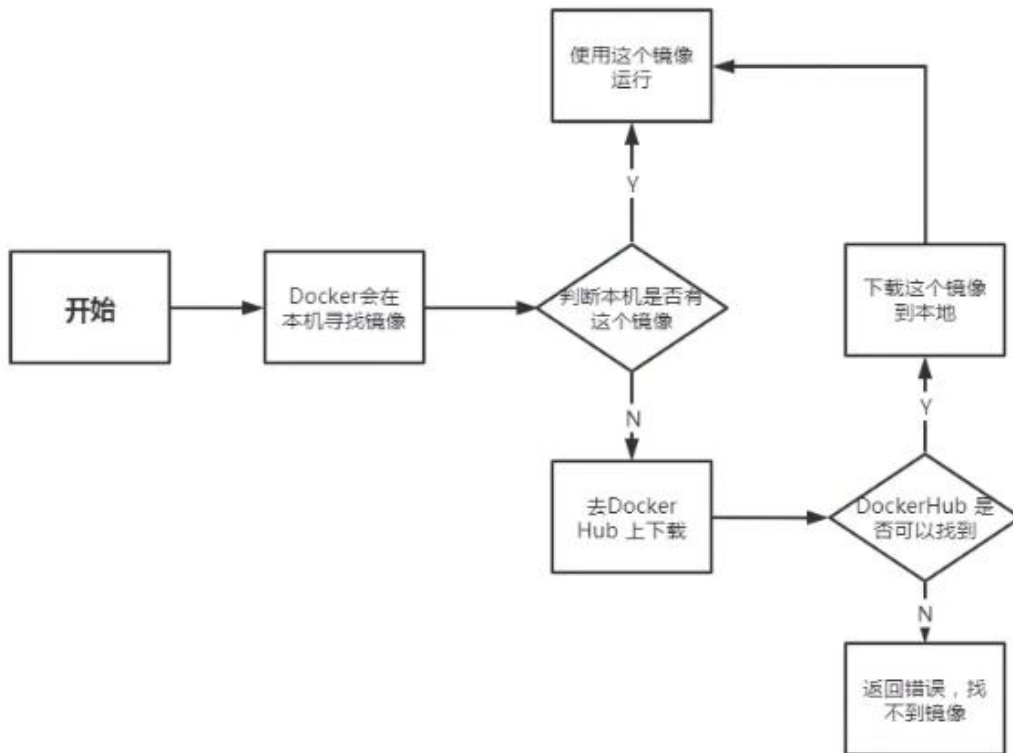 使用这个镜像
运行
Y
开始
Docker会在
本机寻找镜像
判断本机是否有
这个镜像
下载这个镜像
到本地
N
Y
去Docker
Hub 上下载
DockerHub 是
否可以找到
N
返回错误，找
不到镜像